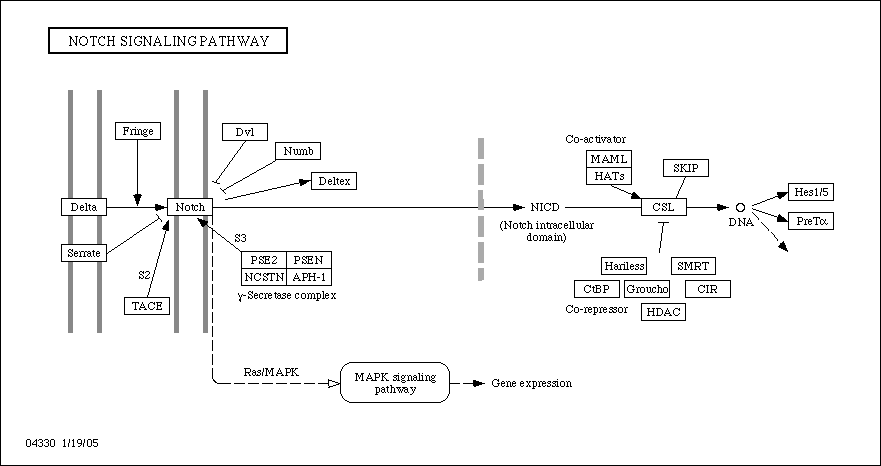 NOTCH SIGNALING PATHWAY
Fringe
Dvl
Numb
Deltex
Delta
Notch
Serrate
S2
TACE
S3
PSE2
PSEN
NCSTN
APH-1
γ-Secretase complex
NICD
(Notch intracellular
domain)
Co-activator
MAML
HATs
SKIP
CSL
DNA
Hes1/5
PreTα
Hariless
SMRT
CtBP
Groucho
CIR
Co-repressor
HDAC
Ras/MAPK
MAPK signaling
pathway
Gene expression
04330 1/19/05